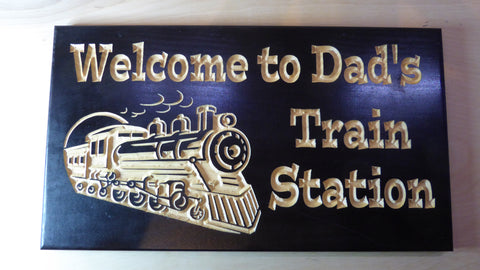 Welcome to Dad's
Train
Station